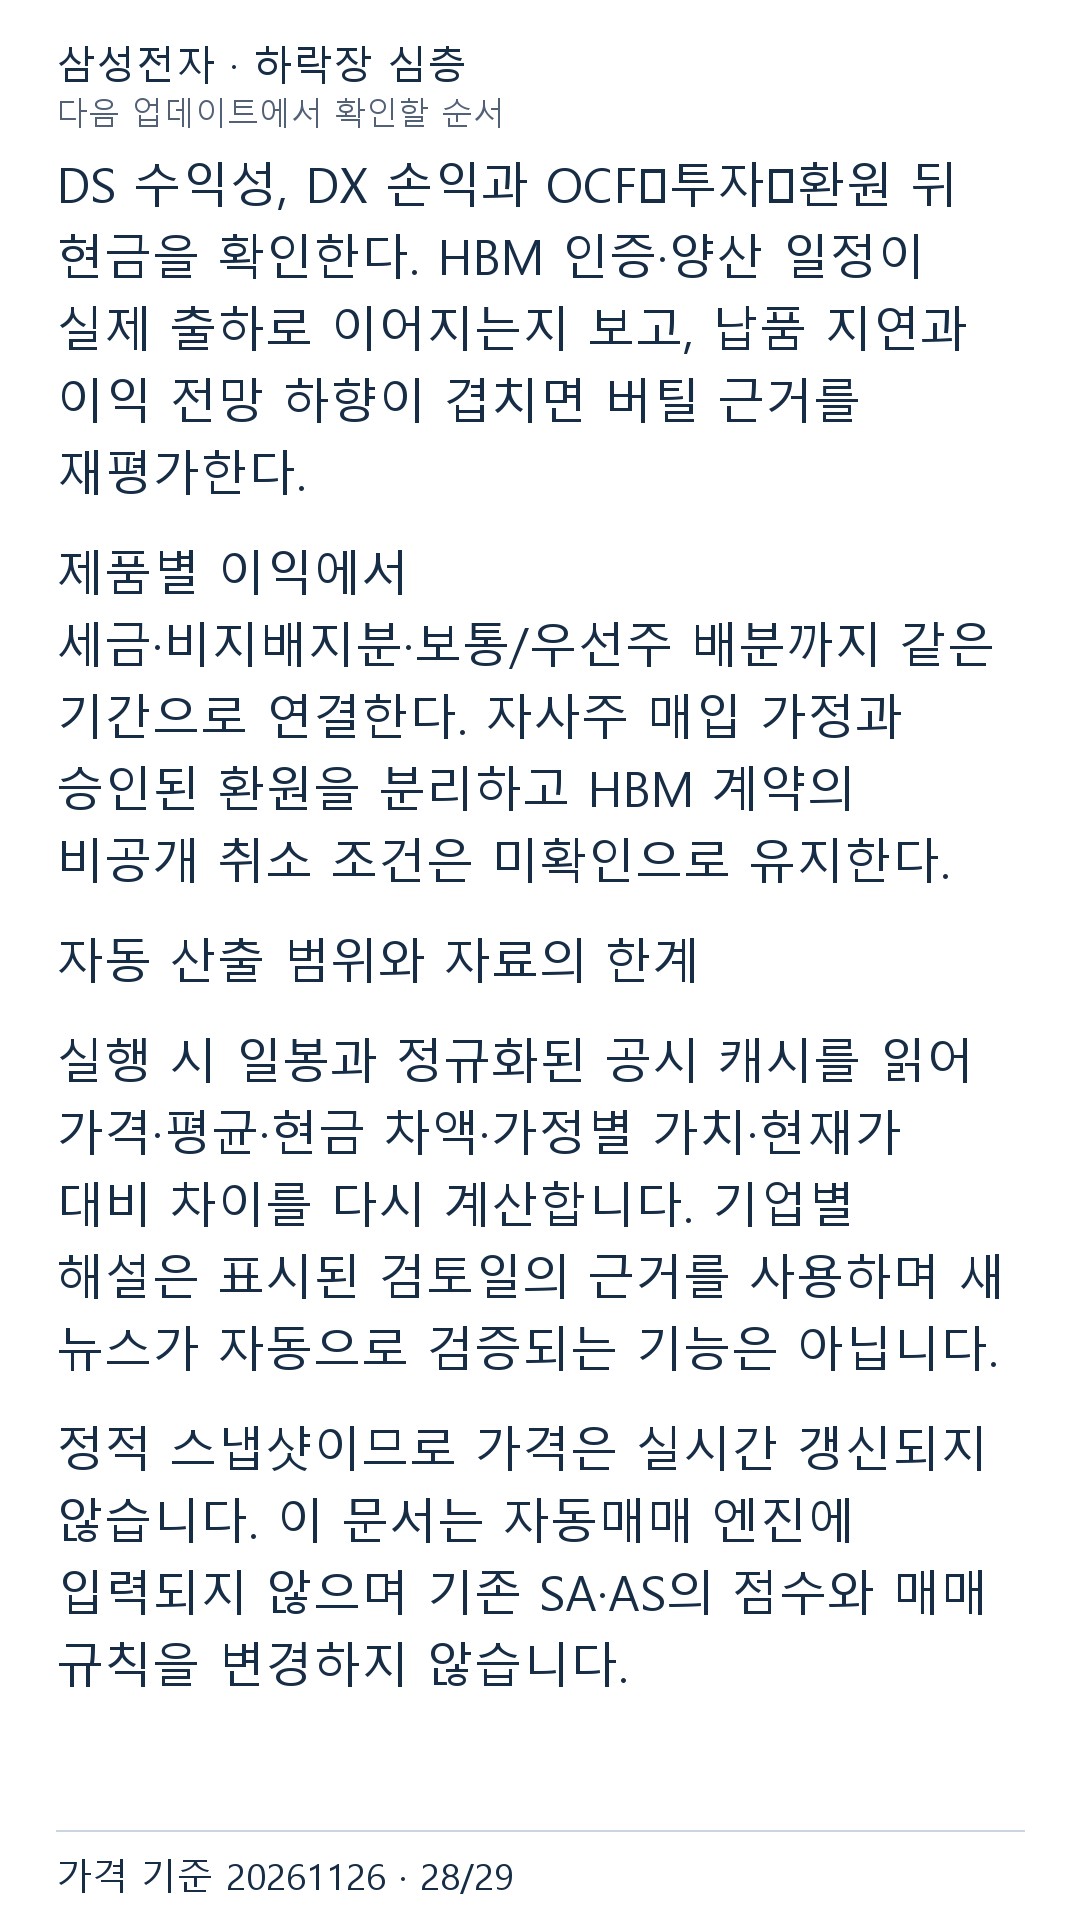 삼성전자 · 하락장 심층
다음 업데이트에서 확인할 순서
DS 수익성, DX 손익과 OCF□투자□환원 뒤
현금을 확인한다. HBM 인증·양산 일정이
실제 출하로 이어지는지 보고, 납품 지연과
이익 전망 하향이 겹치면 버틸 근거를
재평가한다.
제품별 이익에서
세금·비지배지분·보통/우선주 배분까지 같은
기간으로 연결한다. 자사주 매입 가정과
승인된 환원을 분리하고 HBM 계약의
비공개 취소 조건은 미확인으로 유지한다.
자동 산출 범위와 자료의 한계
실행 시 일봉과 정규화된 공시 캐시를 읽어
가격·평균·현금 차액·가정별 가치·현재가
대비 차이를 다시 계산합니다. 기업별
해설은 표시된 검토일의 근거를 사용하며 새
뉴스가 자동으로 검증되는 기능은 아닙니다.
정적 스냅샷이므로 가격은 실시간 갱신되지
않습니다. 이 문서는 자동매매 엔진에
입력되지 않으며 기존 SA·AS의 점수와 매매
규칙을 변경하지 않습니다.
가격 기준 20261126 · 28/29